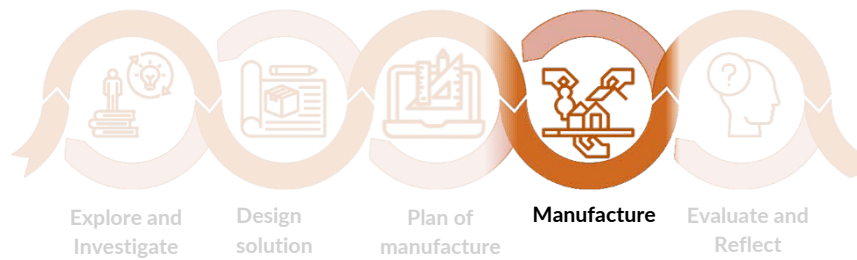 Explore and
Investigate
Design
solution
Plan of
manufacture
Manufacture
Evaluate and
Reflect
?